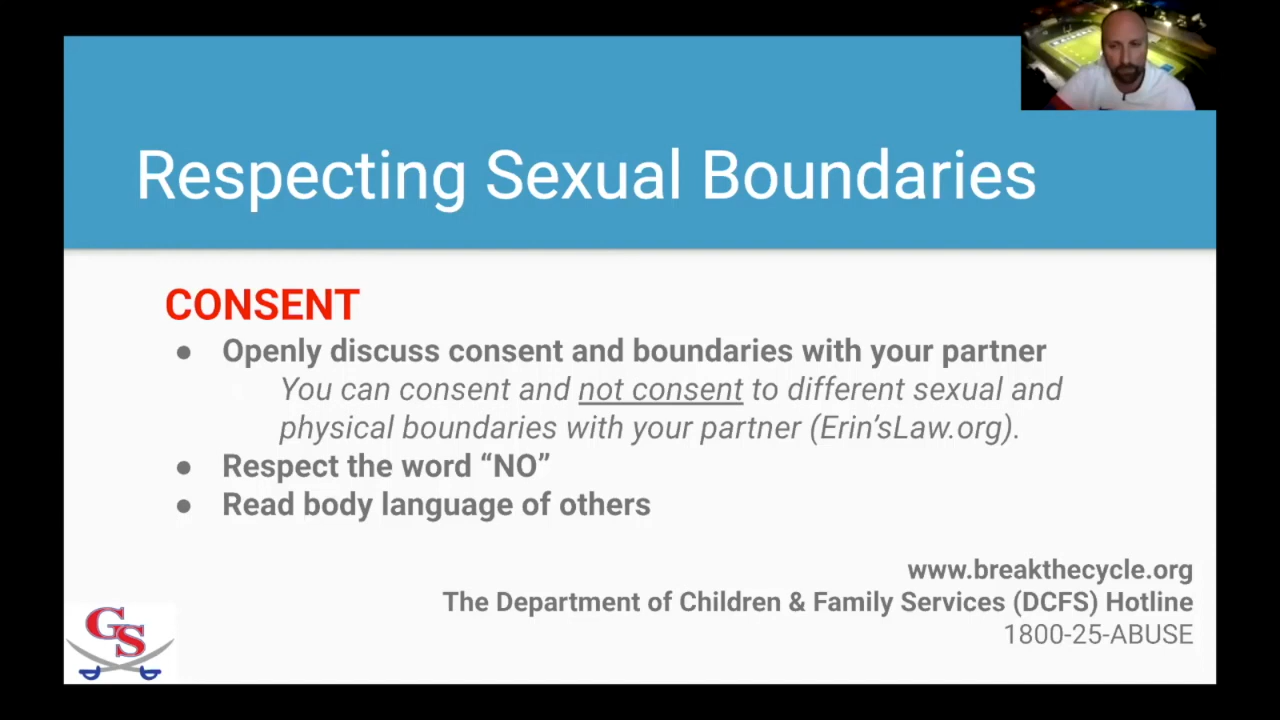 Respecting Sexual Boundaries
CONSENT
● Openly discuss consent and boundaries with your partner
You can consent and not consent to different sexual and
physical boundaries with your partner (Erin'sLaw.org).
● Respect the word “NO”
● Read body language of others
www.breakthecycle.org
The Department of Children & Family Services (DCFS) Hotline
1800-25-ABUSE
GS